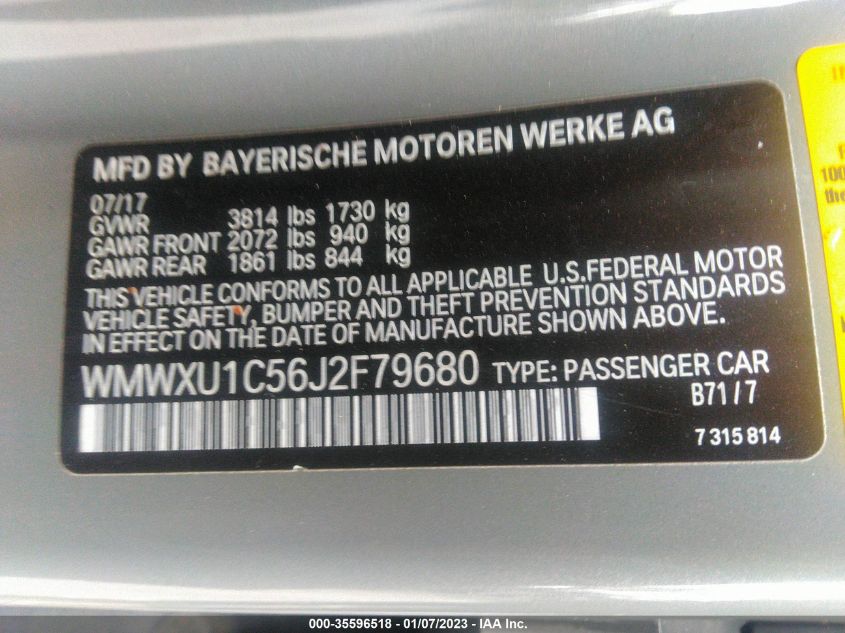 MFD BY BAYERISCHE MOTOREN WERKE AG
07/17
GVWR 3814 lbs 1730 kg
GAWR FRONT 2072 lbs 940 kg
GAWR REAR 1861 lbs 844 kg
THIS VEHICLE CONFORMS TO ALL APPLICABLE U.S.FEDERAL MOTOR
VEHICLE SAFETY, BUMPER AND THEFT PREVENTION STANDARDS
IN EFFECT ON THE DATE OF MANUFACTURE SHOWN ABOVE.
WMWXU1C56J2F79680 TYPE: PASSENGER CAR
B71/7
7 315 814
100
the
000-35596518 - 01/07/2023 - IAA Inc.